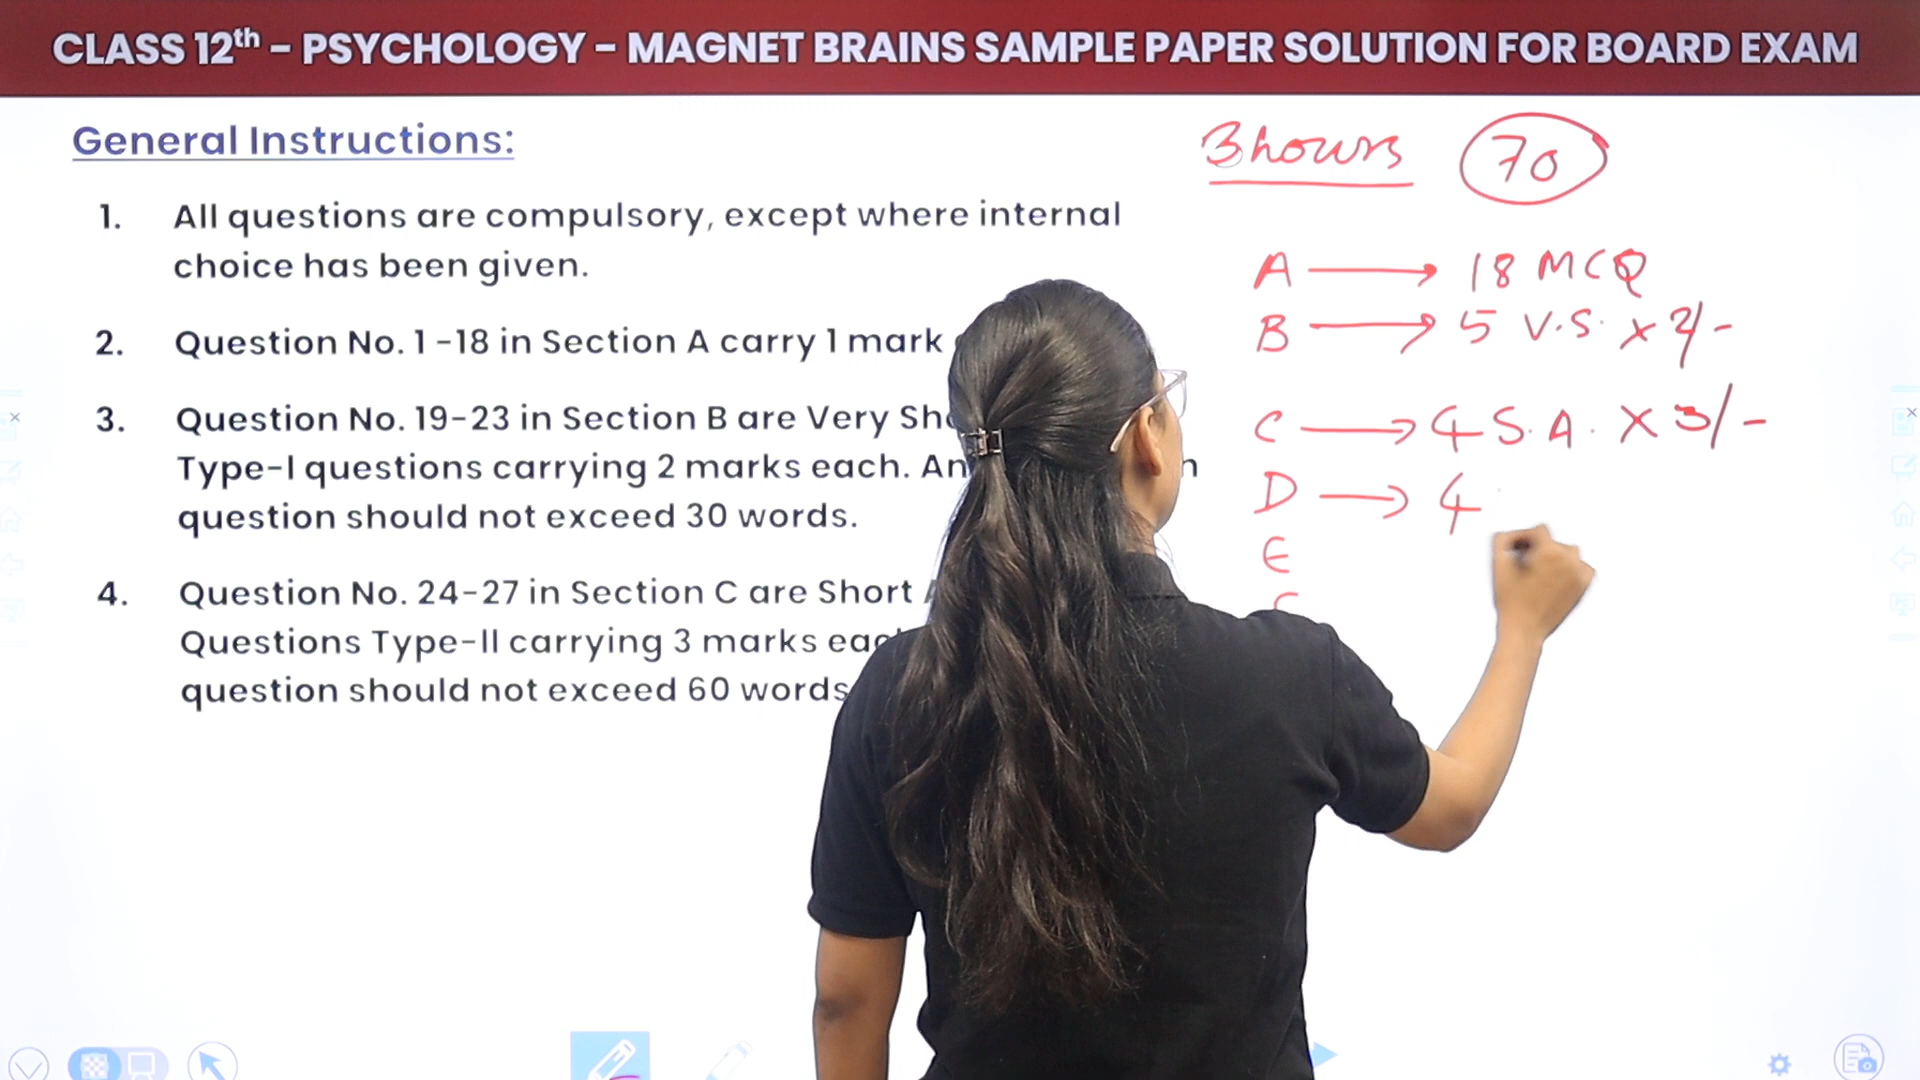 CLASS 12th – PSYCHOLOGY – MAGNET BRAINS SAMPLE PAPER SOLUTION FOR BOARD EXAM
General Instructions:
1. All questions are compulsory, except where internal
choice has been given.
2. Question No. 1 -18 in Section A carry 1 mark
3. Question No. 19-23 in Section B are Very
Type-I questions carrying 2 marks each.
question should not exceed 30 words.
4. Question No. 24-27 in Section C are Short
Questions Type-II carrying 3 marks
question should not exceed 60 words
3 hours 70
A → 18 MCQ
B → 5 V.S. × 2/-
C → 4 S.A. × 3/-
D → 4
E